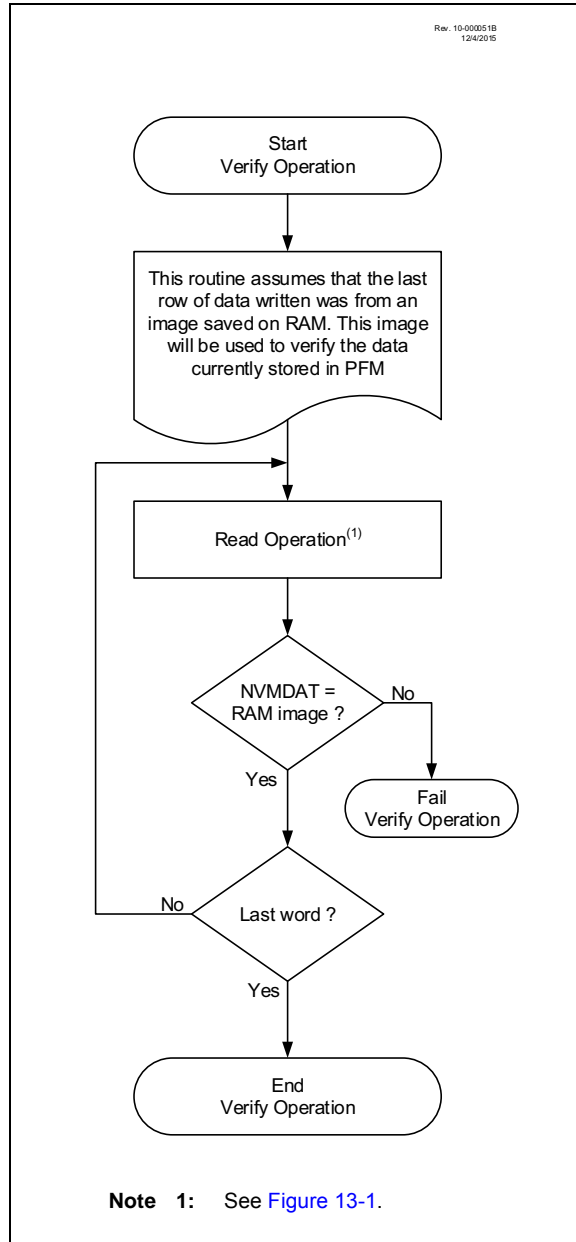 Rev. 10-000051B
12/4/2015
Start
Verify Operation
This routine assumes that the last
row of data written was from an
image saved on RAM. This image
will be used to verify the data
currently stored in PFM
Read Operation(1)
NVMDAT =
RAM image ?
No
Yes
Fail
Verify Operation
No
Last word ?
Yes
End
Verify Operation
Note 1: See Figure 13-1.